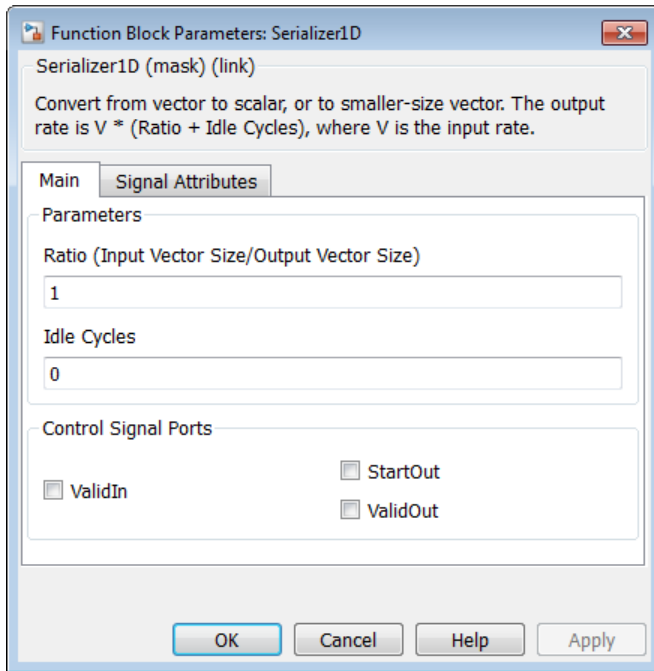 Function Block Parameters: Serializer1D
Serializer1D (mask) (link)
Convert from vector to scalar, or to smaller-size vector. The output
rate is V * (Ratio + Idle Cycles), where V is the input rate.
Main Signal Attributes
Parameters
Ratio (Input Vector Size/Output Vector Size)
1
Idle Cycles
0
Control Signal Ports
StartOut
ValidIn
ValidOut
OK Cancel Help Apply